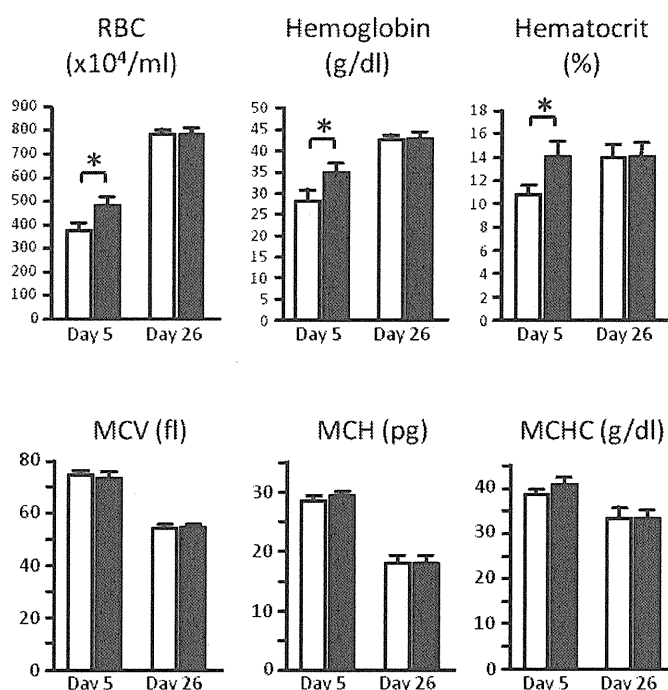 RBC
(x10⁴/ml)
900
800
700
600
500
400
300
200
100
0
*
Day 5
Day 26
Hemoglobin
(g/dl)
50
45
40
35
30
25
20
15
10
5
0
*
Day 5
Day 26
Hematocrit
(%)
18
16
14
12
10
8
6
4
2
0
*
Day 5
Day 26
MCV (fl)
80
60
40
20
0
Day 5
Day 26
MCH (pg)
30
20
10
0
Day 5
Day 26
MCHC (g/dl)
40
30
40
10
0
Day 5
Day 26